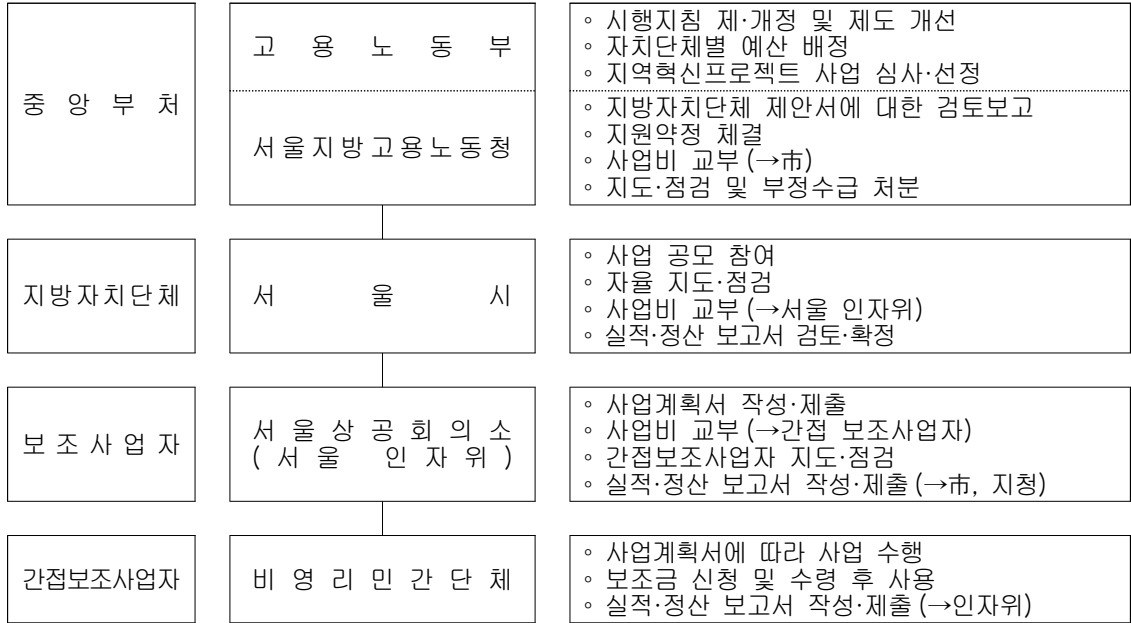 중 앙 부 처
고 용 노 동 부
◦ 시행지침 제·개정 및 제도 개선
◦ 자치단체별 예산 배정
◦ 지역혁신프로젝트 사업 심사·선정
서울지방고용노동청
◦ 지방자치단체 제안서에 대한 검토보고
◦ 지원약정 체결
◦ 사업비 교부(→市)
◦ 지도·점검 및 부정수급 처분
지방자치단체
서 울 시
◦ 사업 공모 참여
◦ 자율 지도·점검
◦ 사업비 교부(→서울 인자위)
◦ 실적·정산 보고서 검토·확정
보 조 사 업 자
서 울 상 공 회 의 소
( 서 울 인 자 위 )
◦ 사업계획서 작성·제출
◦ 사업비 교부(→간접 보조사업자)
◦ 간접보조사업자 지도·점검
◦ 실적·정산 보고서 작성·제출(→市, 지청)
간접보조사업자
비 영 리 민 간 단 체
◦ 사업계획서에 따라 사업 수행
◦ 보조금 신청 및 수령 후 사용
◦ 실적·정산 보고서 작성·제출(→인자위)